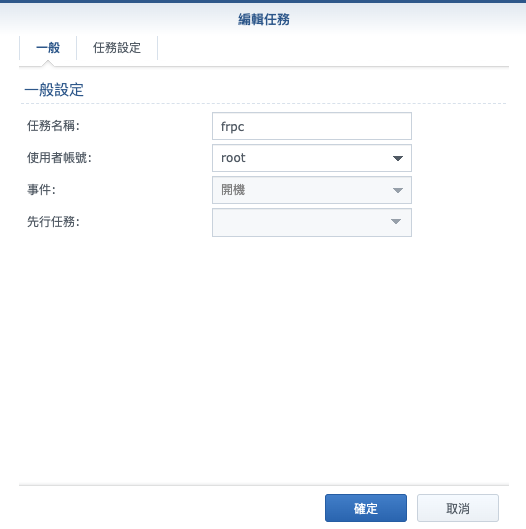 編輯任務
一般 任務設定
一般設定
任務名稱: frpc
使用者帳號: root
事件: 開機
先行任務:
確定 取消